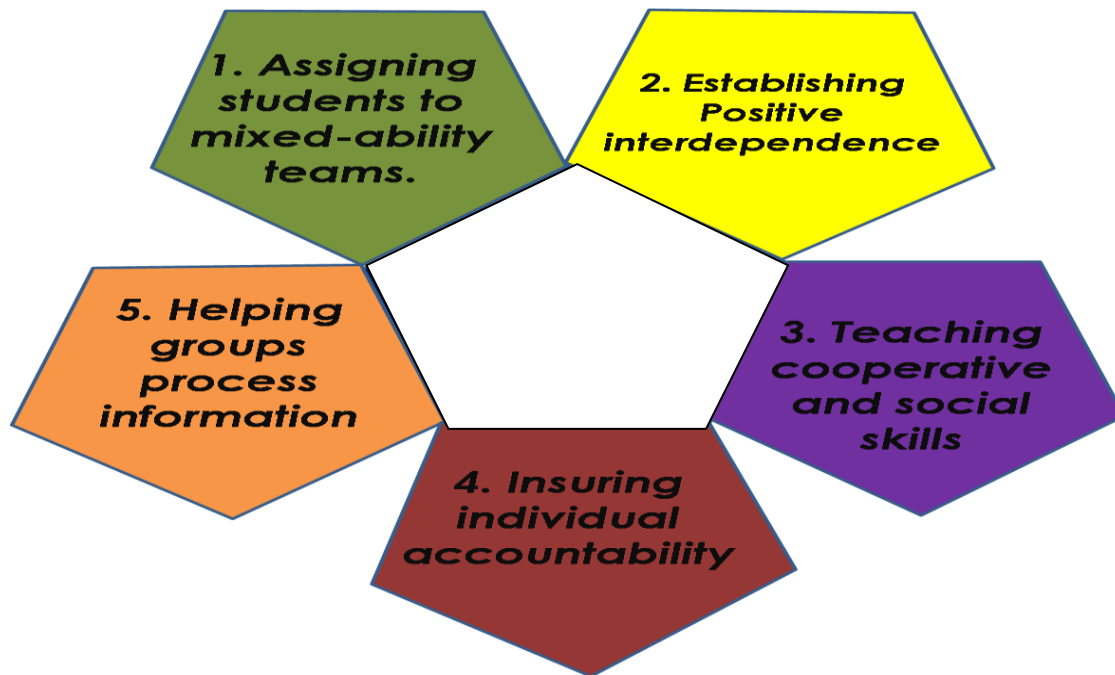 1. Assigning
students to
mixed-ability
teams.
2. Establishing
Positive
interdependence
3. Teaching
cooperative
and social
skills
4. Insuring
individual
accountability
5. Helping
groups
process
information